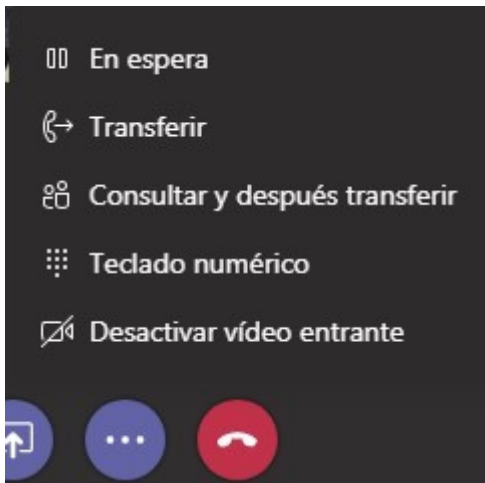 En espera
Transferir
Consultar y después transferir
Teclado numérico
Desactivar vídeo entrante